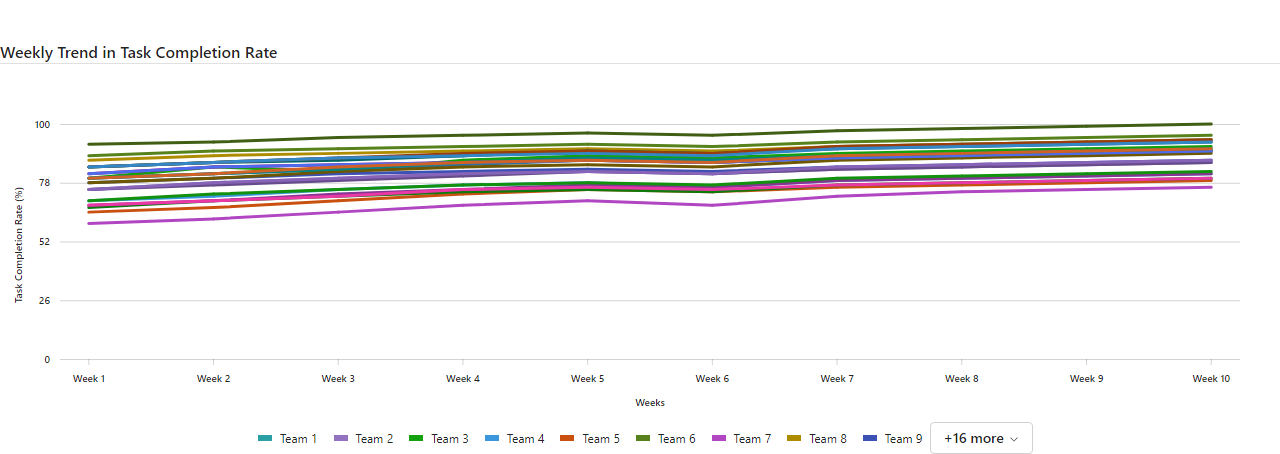 Weekly Trend in Task Completion Rate
100
78
52
26
0
Task Completion Rate (%)
Week 1 Week 2 Week 3 Week 4 Week 5 Week 6 Week 7 Week 8 Week 9 Week 10
Weeks
Team 1 Team 2 Team 3 Team 4 Team 5 Team 6 Team 7 Team 8 Team 9 +16 more